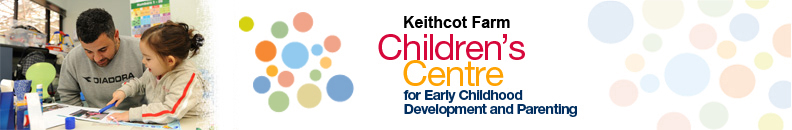 DIADORA
Keithcot Farm
Children's
Centre
for Early Childhood
Development and Parenting